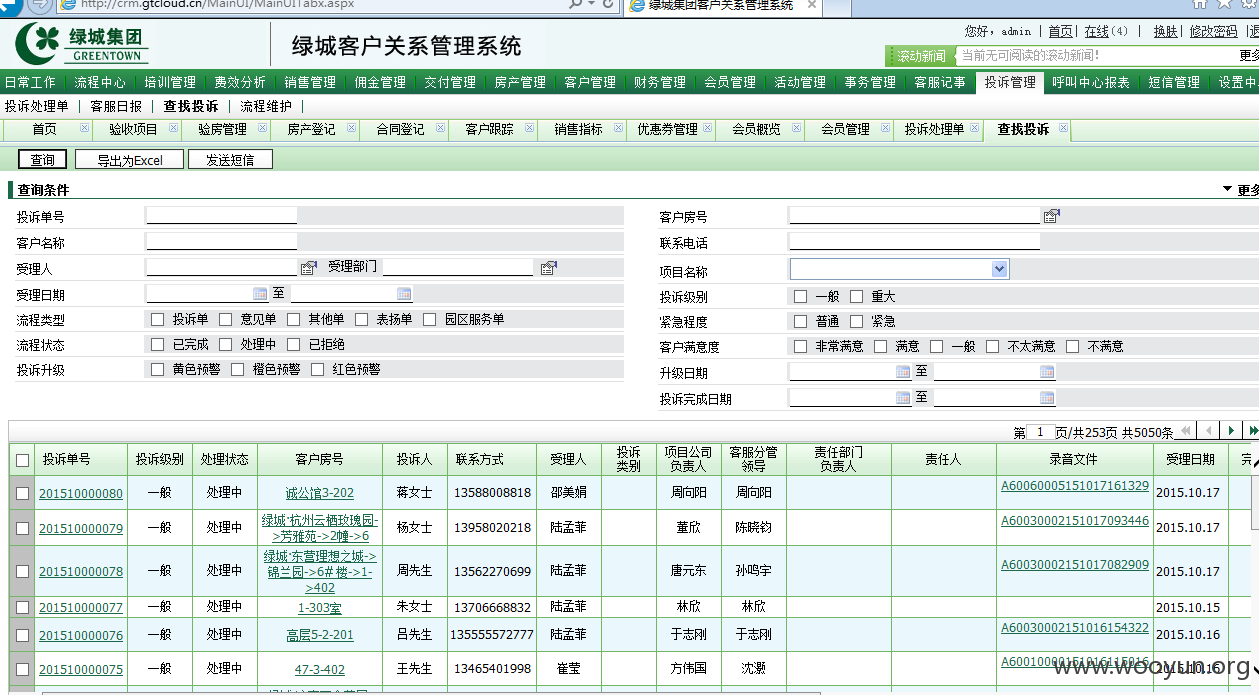 http://crm.gtcloud.cn/MainUI/MainUITabx.aspx
绿城集团客户关系管理系统
绿城集团
GREENTOWN
绿城客户关系管理系统
您好，admin | 首页| 在线(4) | 换肤| 修改密码 |退
滚动新闻 当前无可阅读的滚动新闻! 更多
日常工作 流程中心 培训管理 费效分析 销售管理 佣金管理 交付管理 房产管理 客户管理 财务管理 会员管理 活动管理 事务管理 客服记事 投诉管理 呼叫中心报表 短信管理 设置中
投诉处理单 | 客服日报 | 查找投诉 | 流程维护 |
首页 验收项目 验房管理 房产登记 合同登记 客户跟踪 销售指标 优惠券管理 会员概览 会员管理 投诉处理单 查找投诉
查询 导出为Excel 发送短信
查询条件 更多
投诉单号 客户房号
客户名称 联系电话
受理人 受理部门 项目名称
受理日期 至 投诉级别 一般 重大
流程类型 投诉单 意见单 其他单 表扬单 园区服务单 紧急程度 普通 紧急
流程状态 已完成 处理中 已拒绝 客户满意度 非常满意 满意 一般 不太满意 不满意
投诉升级 黄色预警 橙色预警 红色预警 升级日期 至
投诉完成日期 至
第 1 页/共253页 共5050条
投诉单号 投诉级别 处理状态 客户房号 投诉人 联系方式 受理人 投诉类别 项目公司负责人 客服分管领导 责任部门负责人 责任人 录音文件 受理日期 完
201510000080 一般 处理中 诚公馆3-202 蒋女士 13588008818 邵美娟 周向阳 周向阳 A60060005151017161329 2015.10.17
201510000079 一般 处理中 绿城·杭州云栖玫瑰园->芳雅苑->2幢->6 杨女士 13958020218 陆孟菲 董欣 陈晓钧 A60030002151017093446 2015.10.17
201510000078 一般 处理中 绿城·东营理想之城->锦兰园->6#楼->1->402 周先生 13562270699 陆孟菲 唐元东 孙鸣宇 A60030002151017082909 2015.10.17
201510000077 一般 处理中 1-303室 朱女士 13706668832 陆孟菲 林欣 林欣 2015.10.15
201510000076 一般 处理中 高层5-2-201 吕先生 135555572777 陆孟菲 于志刚 于志刚 A60030002151016154322 2015.10.16
201510000075 一般 处理中 47-3-402 王先生 13465401998 崔莹 方伟国 沈灏 A60010000151016115016 2015.10.16
www.wooyun.org